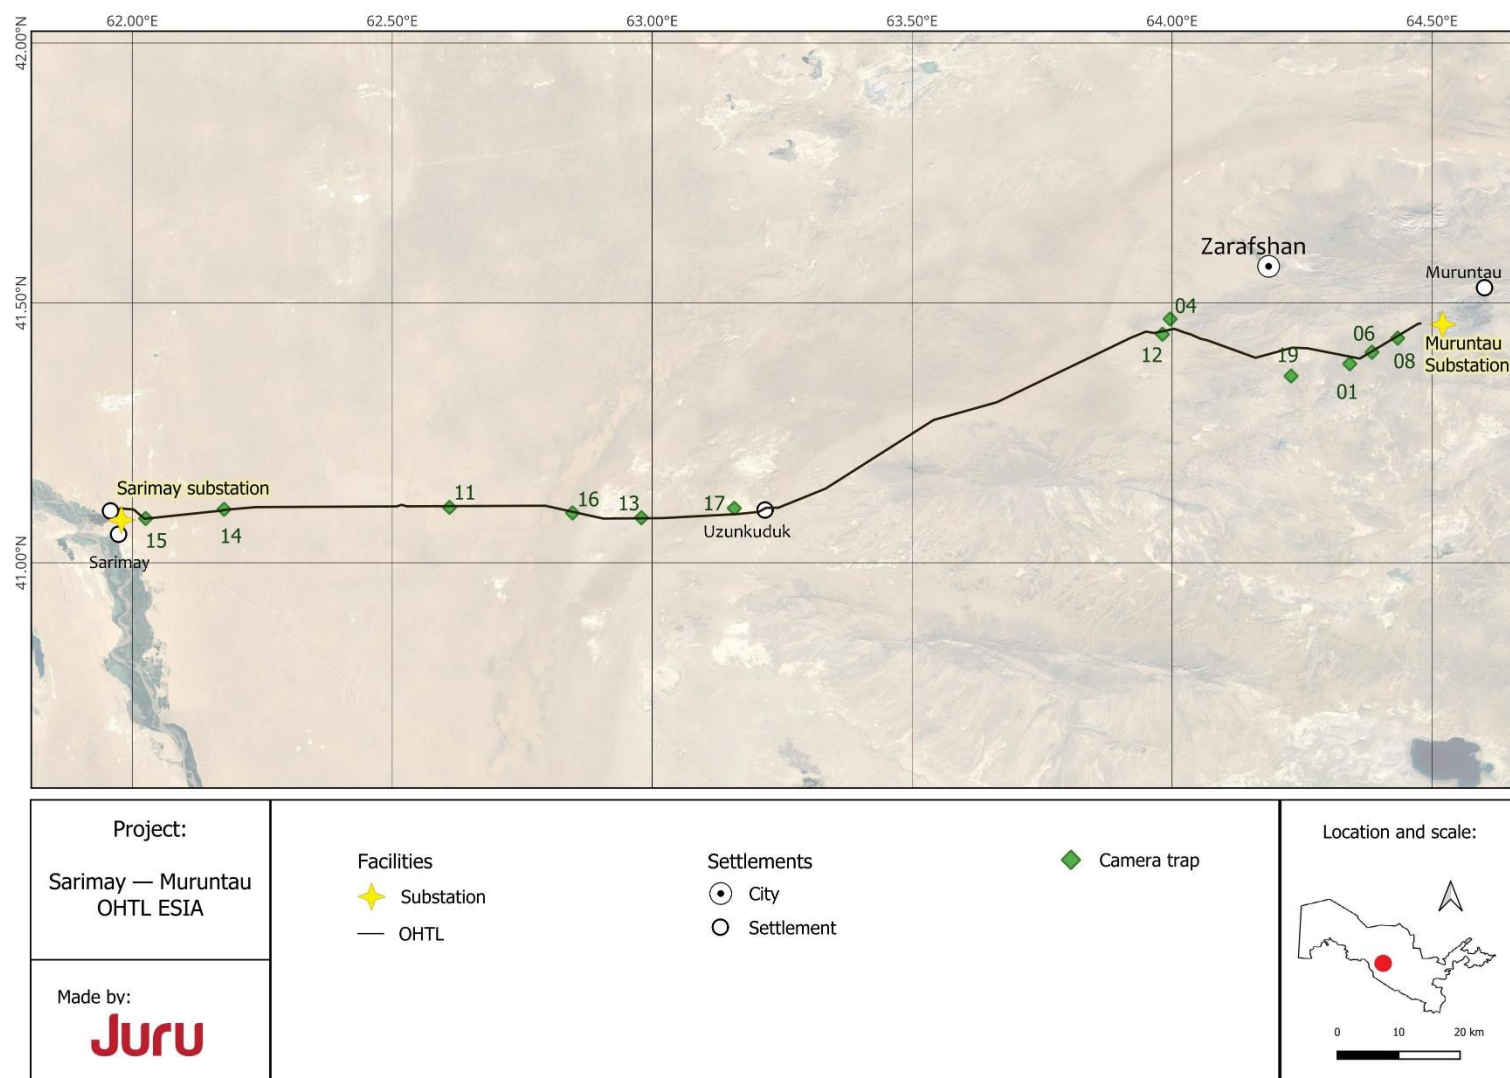 62.00°E
62.50°E
63.00°E
63.50°E
64.00°E
64.50°E
42.00°N
41.50°N
41.00°N
Zarafshan
Muruntau
04
12
19
06
08
01
Muruntau
Substation
Sarimay substation
11
16
13
17
15
14
Uzunkuduk
Sarimay
Project:
Sarimay — Muruntau
OHTL ESIA
Made by:
Juru
Facilities
Substation
OHTL
Settlements
City
Settlement
Camera trap
Location and scale:
0 10 20 km